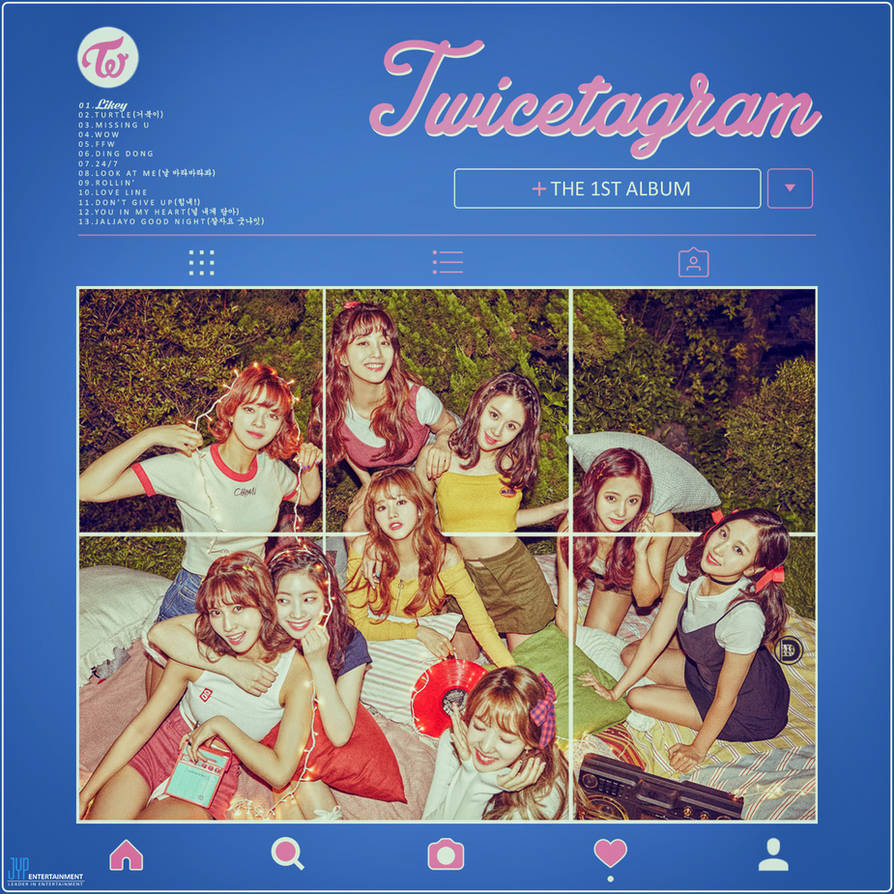 TW
01.Likey
02.TURTLE(거북이)
03.MISSING U
04.WOW
05.FFW
06.DING DONG
07.24/7
08.LOOK AT ME(날 바라바라봐)
09.ROLLIN'
10.LOVE LINE
11.DON'T GIVE UP(힘내!)
12.YOU IN MY HEART(널 내게 담아)
13.JALJAYO GOOD NIGHT(잘자요 굿나잇)
Twicetagram
+THE 1ST ALBUM
JYP ENTERTAINMENT
LEADER IN ENTERTAINMENT